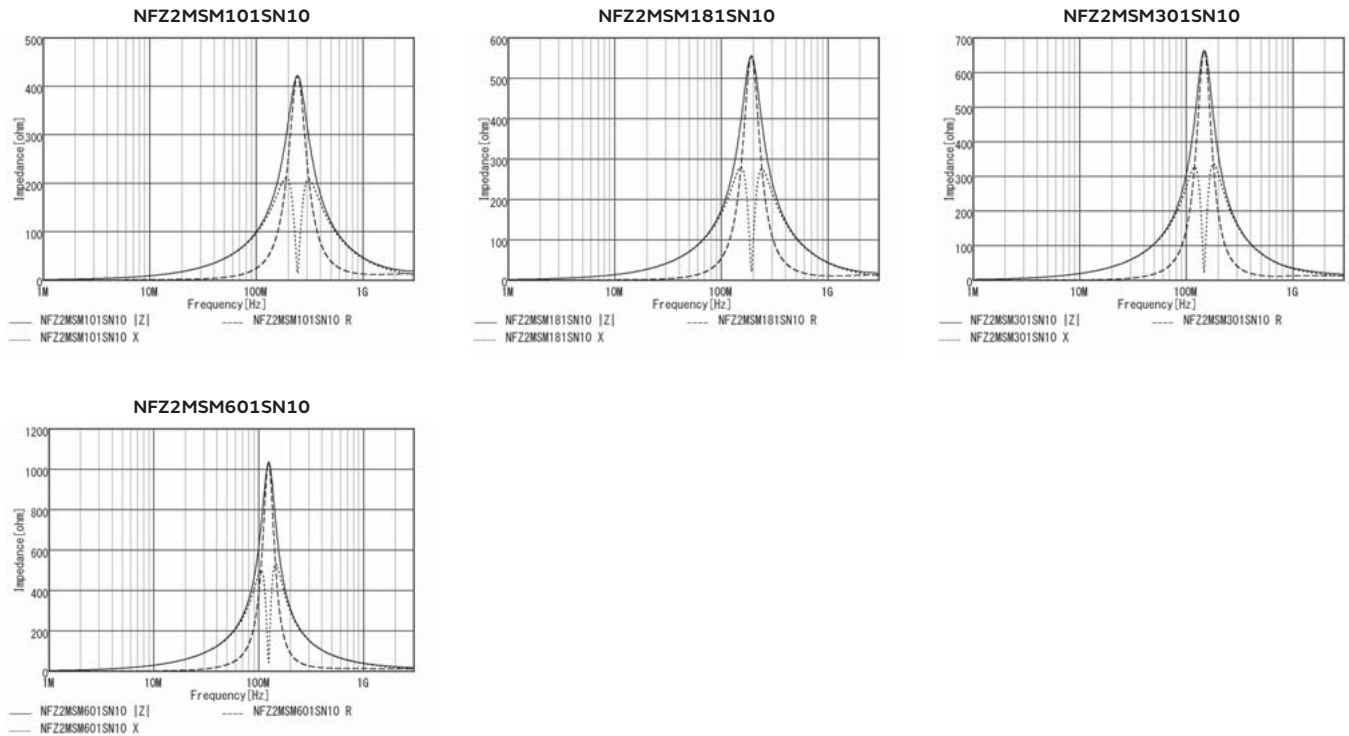 NFZ2MSM101SN10
500
400
300
200
100
0
Impedance[ohm]
1M 10M 100M 1G
Frequency[Hz]
NFZ2MSM101SN10 |Z| NFZ2MSM101SN10 R
NFZ2MSM101SN10 X
NFZ2MSM181SN10
600
500
400
300
200
100
0
Impedance[ohm]
1M 10M 100M 1G
Frequency[Hz]
NFZ2MSM181SN10 |Z| NFZ2MSM181SN10 R
NFZ2MSM181SN10 X
NFZ2MSM301SN10
700
600
500
400
300
200
100
0
Impedance[ohm]
1M 10M 100M 1G
Frequency[Hz]
NFZ2MSM301SN10 |Z| NFZ2MSM301SN10 R
NFZ2MSM301SN10 X
NFZ2MSM601SN10
1200
1000
800
600
400
200
0
Impedance[ohm]
1M 10M 100M 1G
Frequency[Hz]
NFZ2MSM601SN10 |Z| NFZ2MSM601SN10 R
NFZ2MSM601SN10 X